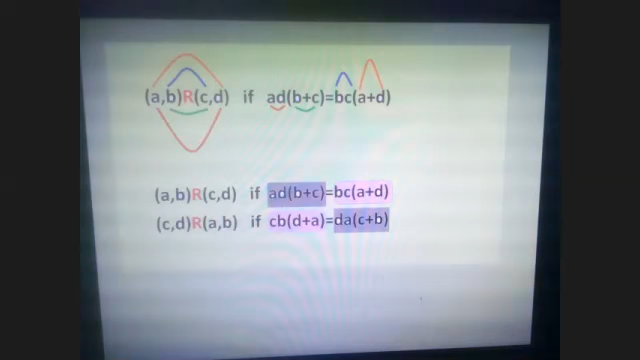 (a,b)R(c,d) if ad(b+c)=bc(a+d)
(a,b)R(c,d) if ad(b+c)=bc(a+d)
(c,d)R(a,b) if cb(d+a)=da(c+b)